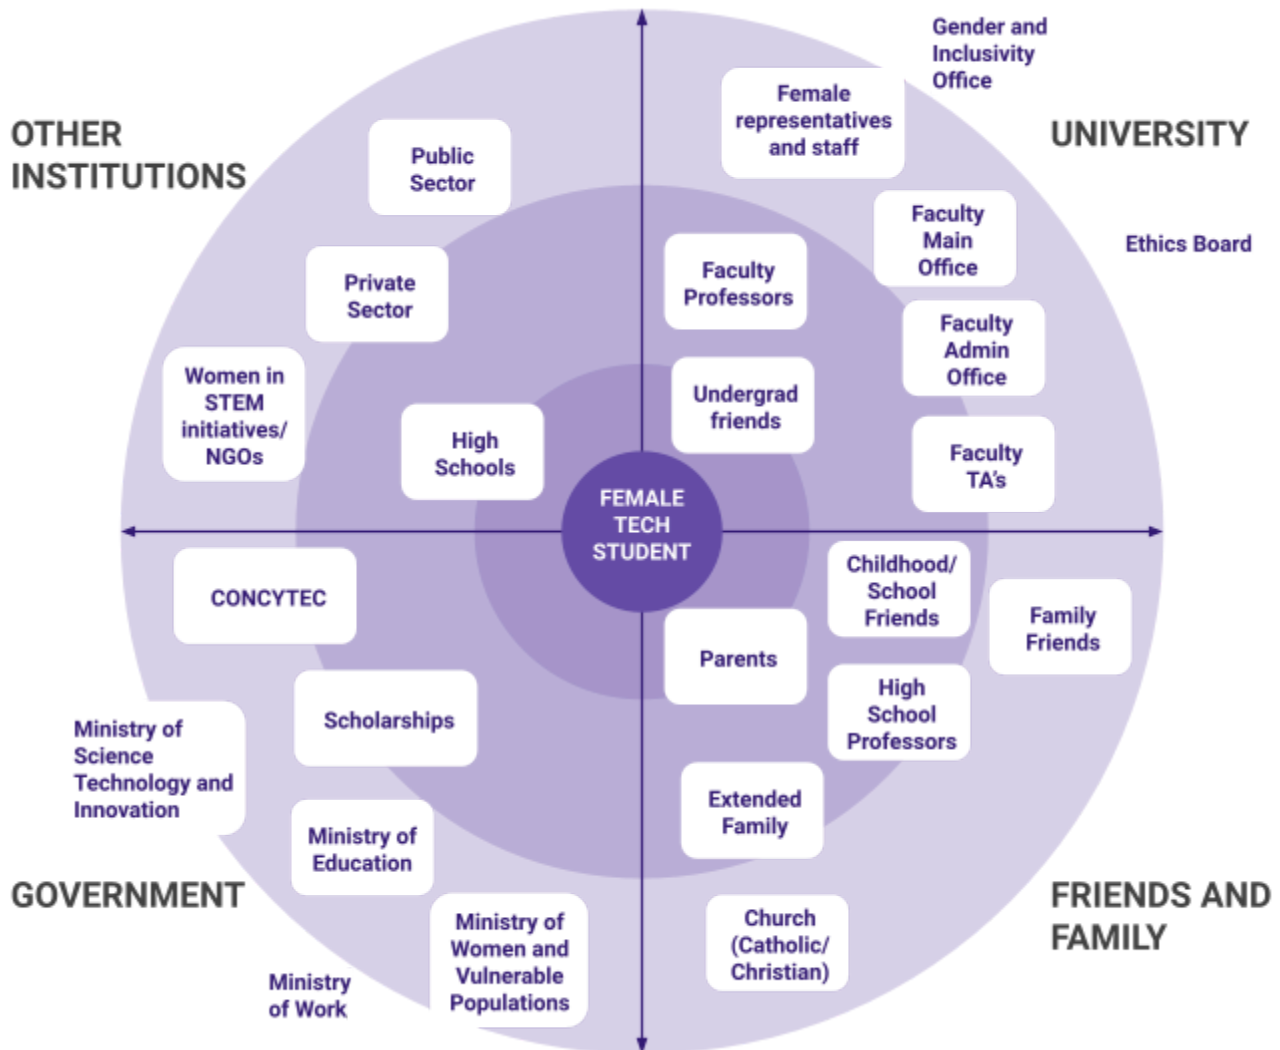 OTHER
INSTITUTIONS
Public
Sector
Private
Sector
Women in
STEM
initiatives/
NGOs
High
Schools
UNIVERSITY
Gender and
Inclusivity
Office
Female
representatives
and staff
Faculty
Main
Office
Ethics Board
Faculty
Professors
Faculty
Admin
Office
Undergrad
friends
Faculty
TA's
FEMALE
TECH
STUDENT
GOVERNMENT
CONCYTEC
Scholarships
Ministry of
Science
Technology and
Innovation
Ministry of
Education
Ministry of
Women and
Vulnerable
Populations
Ministry
of Work
FRIENDS AND
FAMILY
Childhood/
School
Friends
Family
Friends
Parents
High
School
Professors
Extended
Family
Church
(Catholic/
Christian)